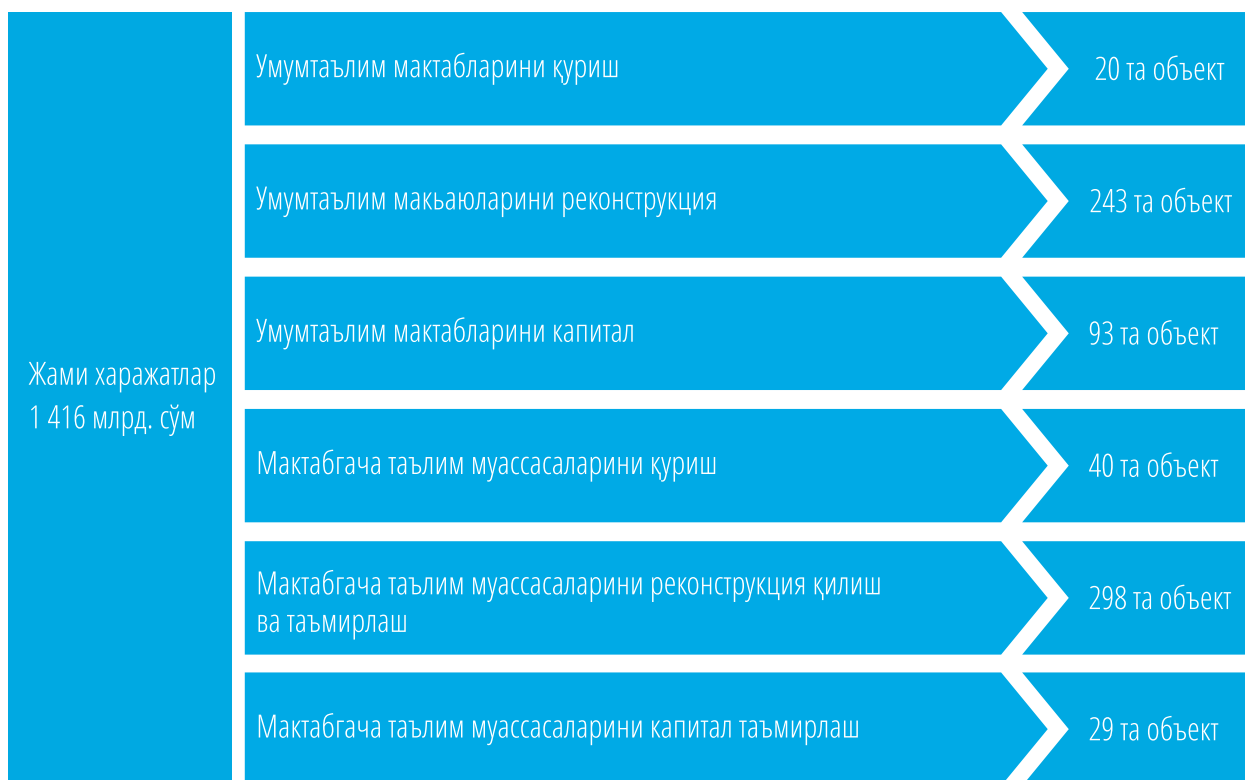 Умумтаълим мактабларини қуриш
20 та объект
Умумтаълим макьаюларини реконструкция
243 та объект
Умумтаълим мактабларини капитал
93 та объект
Жами харажатлар
1 416 млрд. сўм
Мактабгача таълим муассасаларини қуриш
40 та объект
Мактабгача таълим муассасаларини реконструкция қилиш
ва таъмирлаш
298 та объект
Мактабгача таълим муассасаларини капитал таъмирлаш
29 та объект